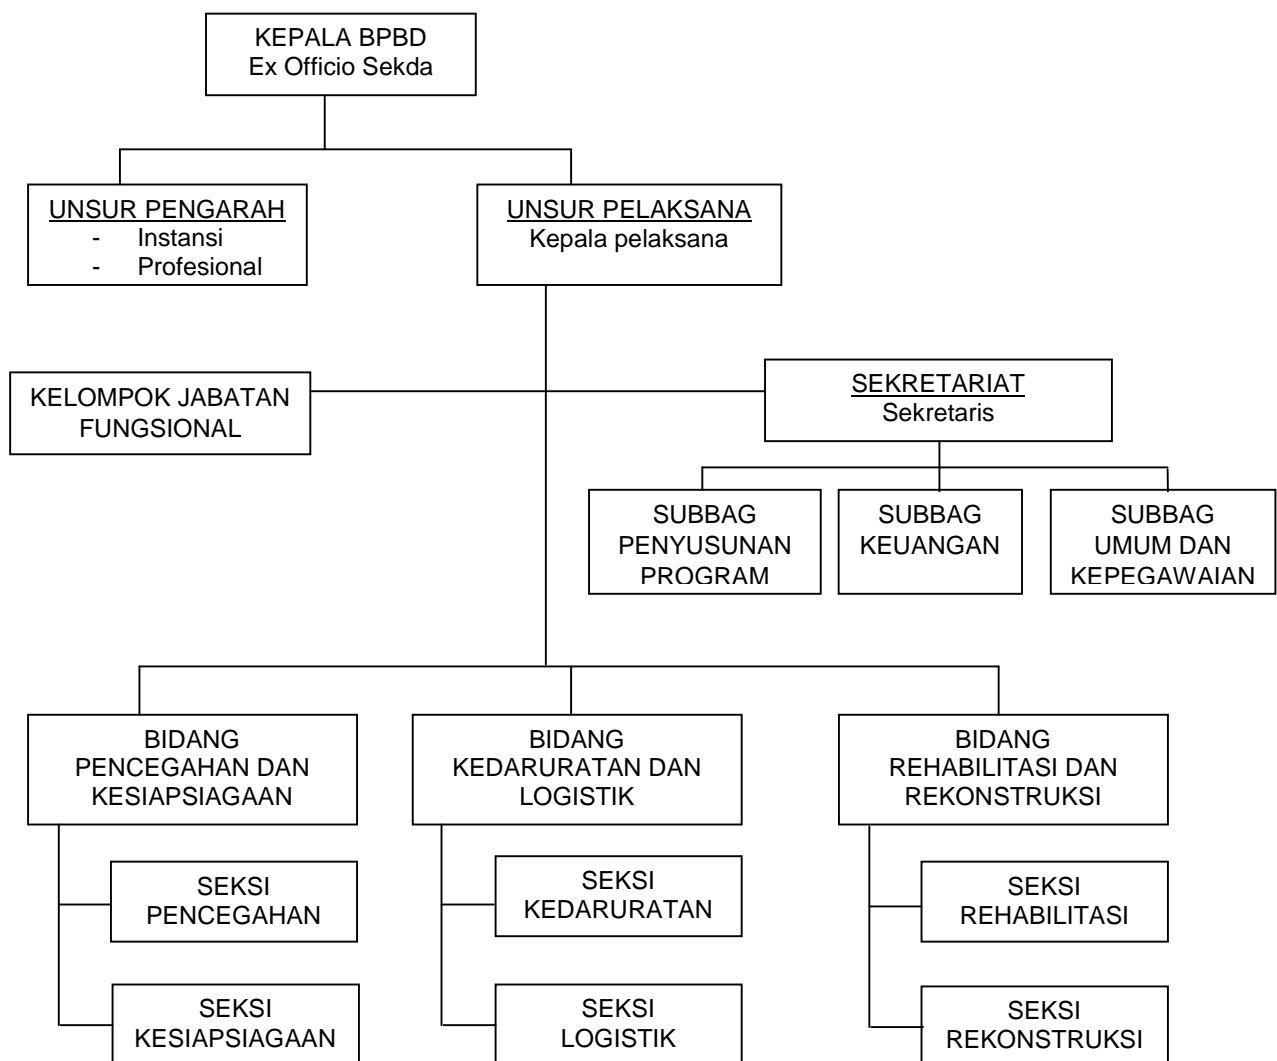 KEPALA BPBD
Ex Officio Sekda
UNSUR PENGARAH
- Instansi
- Profesional
UNSUR PELAKSANA
Kepala pelaksana
KELOMPOK JABATAN
FUNGSIONAL
SEKRETARIAT
Sekretaris
SUBBAG
PENYUSUNAN
PROGRAM
SUBBAG
KEUANGAN
SUBBAG
UMUM DAN
KEPEGAWAIAN
BIDANG
PENCEGAHAN DAN
KESIAPSIAGAAN
BIDANG
KEDARURATAN DAN
LOGISTIK
BIDANG
REHABILITASI DAN
REKONSTRUKSI
SEKSI
PENCEGAHAN
SEKSI
KEDARURATAN
SEKSI
REHABILITASI
SEKSI
KESIAPSIAGAAN
SEKSI
LOGISTIK
SEKSI
REKONSTRUKSI